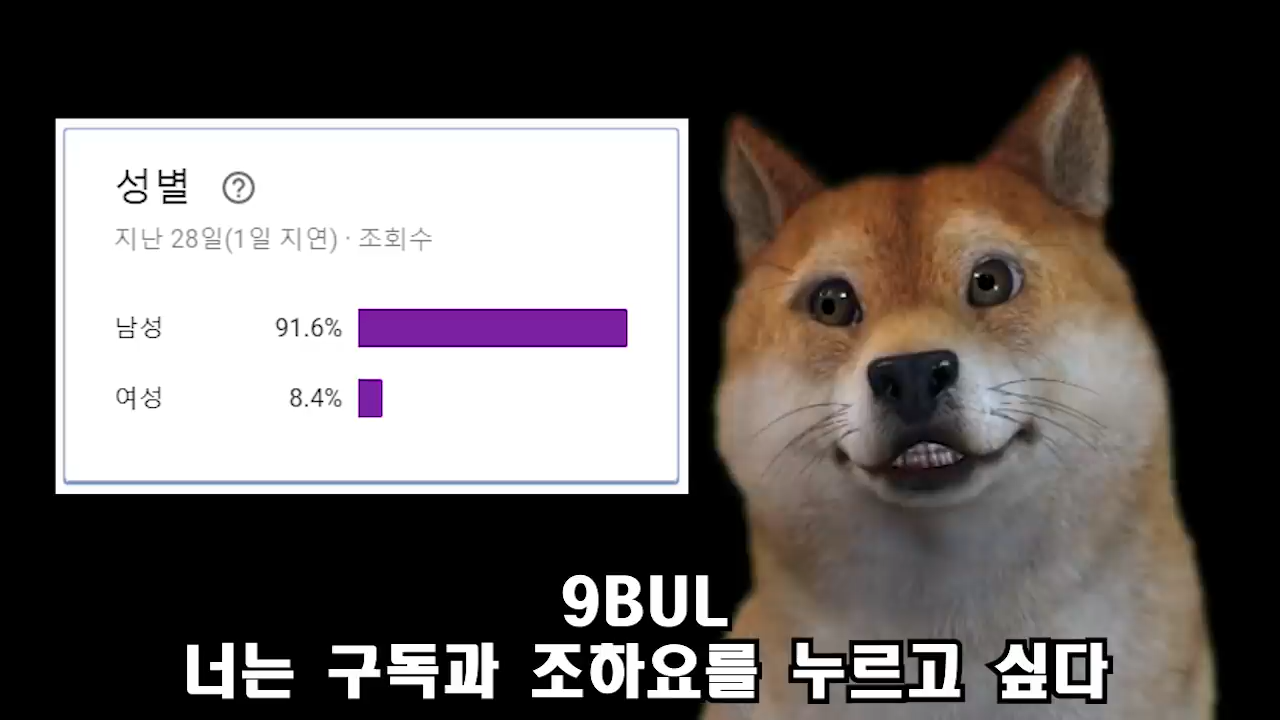 성별 ?
지난 28일(1일 지연) · 조회수
남성 91.6%
여성 8.4%
9BUL
너는 구독과 조하요를 누르고 싶다